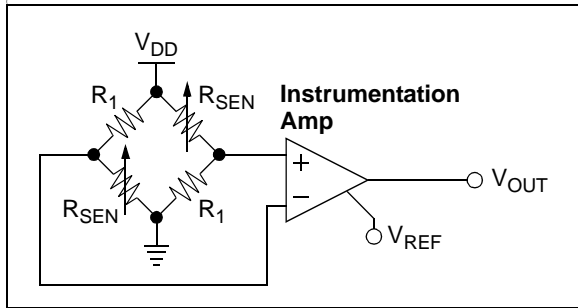 V_DD
R_1
R_SEN
Instrumentation
Amp
+
−
R_SEN
R_1
V_OUT
V_REF